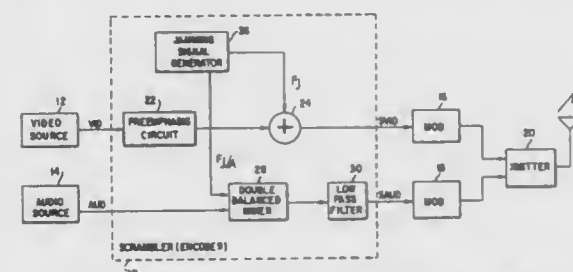 JAMMING
SIGNAL
GENERATOR
26
FJ
12
VIDEO
SOURCE
VID
22
PREEMPHASIS
CIRCUIT
24
+
SVID
16
MOD
20
XMITTER
FJ/A
14
AUDIO
SOURCE
AUD
28
DOUBLE
BALANCED
MIXER
30
LOW
PASS
FILTER
SAUD
18
MOD
SCRAMBLER (ENCODER)